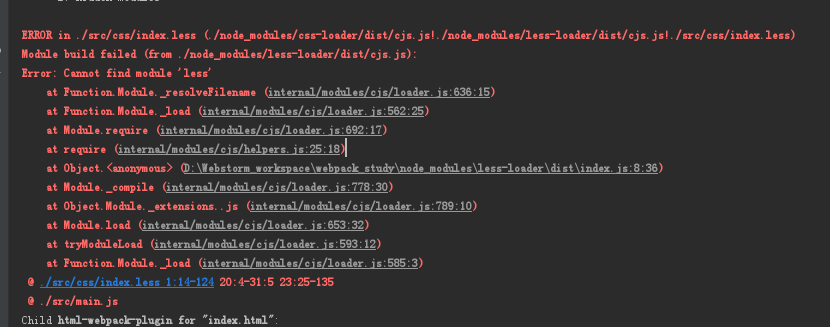 ERROR in ./src/css/index.less (./node_modules/css-loader/dist/cjs.js!./node_modules/less-loader/dist/cjs.js!./src/css/index.less)
Module build failed (from ./node_modules/less-loader/dist/cjs.js):
Error: Cannot find module 'less'
at Function.Module._resolveFilename (internal/modules/cjs/loader.js:636:15)
at Function.Module._load (internal/modules/cjs/loader.js:562:25)
at Module.require (internal/modules/cjs/loader.js:692:17)
at require (internal/modules/cjs/helpers.js:25:18)
at Object.<anonymous> (D:\Webstorm_workspace\webpack_study\node_modules\less-loader\dist\index.js:8:36)
at Module._compile (internal/modules/cjs/loader.js:778:30)
at Object.Module._extensions..js (internal/modules/cjs/loader.js:789:10)
at Module.load (internal/modules/cjs/loader.js:653:32)
at tryModuleLoad (internal/modules/cjs/loader.js:593:12)
at Function.Module._load (internal/modules/cjs/loader.js:585:3)
@ ./src/css/index.less 1:14-124 20:4-31:5 23:25-135
@ ./src/main.js
Child html-webpack-plugin for "index.html":